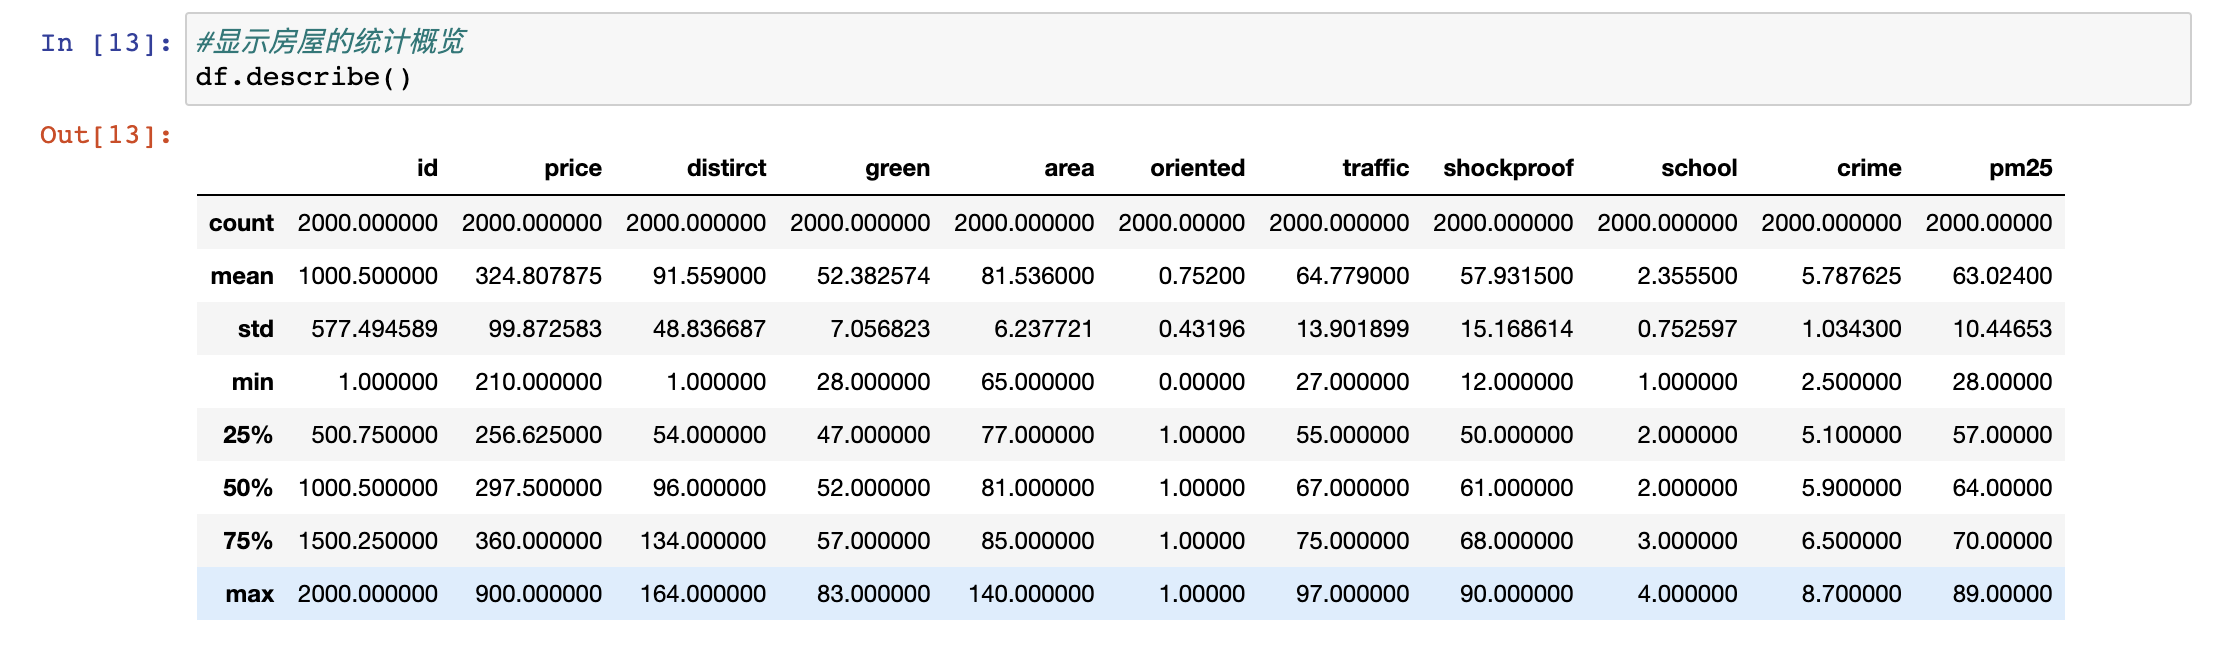 In [13]: #显示房屋的统计概览
df.describe()
Out[13]:
id price distirct green area oriented traffic shockproof school crime pm25
count 2000.000000 2000.000000 2000.000000 2000.000000 2000.000000 2000.00000 2000.000000 2000.000000 2000.000000 2000.000000 2000.00000
mean 1000.500000 324.807875 91.559000 52.382574 81.536000 0.75200 64.779000 57.931500 2.355500 5.787625 63.02400
std 577.494589 99.872583 48.836687 7.056823 6.237721 0.43196 13.901899 15.168614 0.752597 1.034300 10.44653
min 1.000000 210.000000 1.000000 28.000000 65.000000 0.00000 27.000000 12.000000 1.000000 2.500000 28.00000
25% 500.750000 256.625000 54.000000 47.000000 77.000000 1.00000 55.000000 50.000000 2.000000 5.100000 57.00000
50% 1000.500000 297.500000 96.000000 52.000000 81.000000 1.00000 67.000000 61.000000 2.000000 5.900000 64.00000
75% 1500.250000 360.000000 134.000000 57.000000 85.000000 1.00000 75.000000 68.000000 3.000000 6.500000 70.00000
max 2000.000000 900.000000 164.000000 83.000000 140.000000 1.00000 97.000000 90.000000 4.000000 8.700000 89.00000